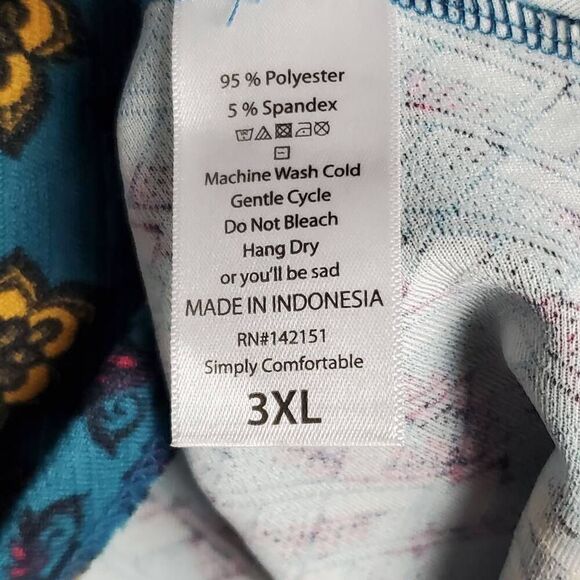 95 % Polyester
5 % Spandex
Machine Wash Cold
Gentle Cycle
Do Not Bleach
Hang Dry
or you'll be sad
MADE IN INDONESIA
RN#142151
Simply Comfortable
3XL